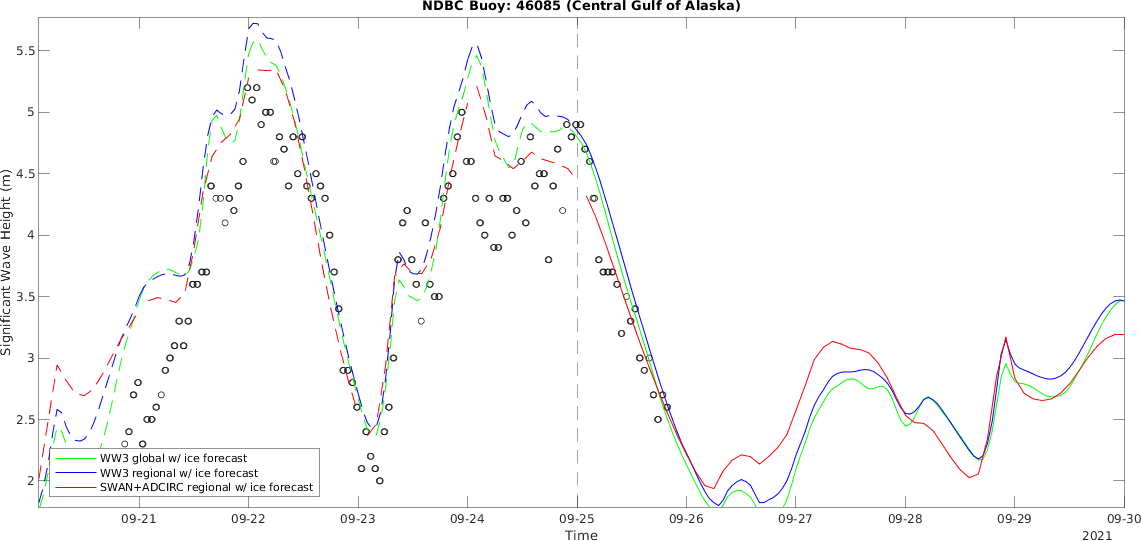 NDBC Buoy: 46085 (Central Gulf of Alaska)
Significant Wave Height (m)
5.5
5
4.5
4
3.5
3
2.5
2
WW3 global w/ ice forecast
WW3 regional w/ ice forecast
SWAN+ADCIRC regional w/ ice forecast
09-21 09-22 09-23 09-24 09-25 09-26 09-27 09-28 09-29 09-30
Time
2021